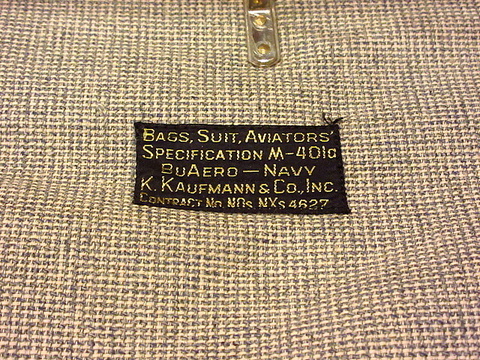 BAGS, SUIT, AVIATORS'
SPECIFICATION M-401a
BUAERO — NAVY
K. KAUFMANN & CO., INC.
CONTRACT No. NOs. NXs 4627